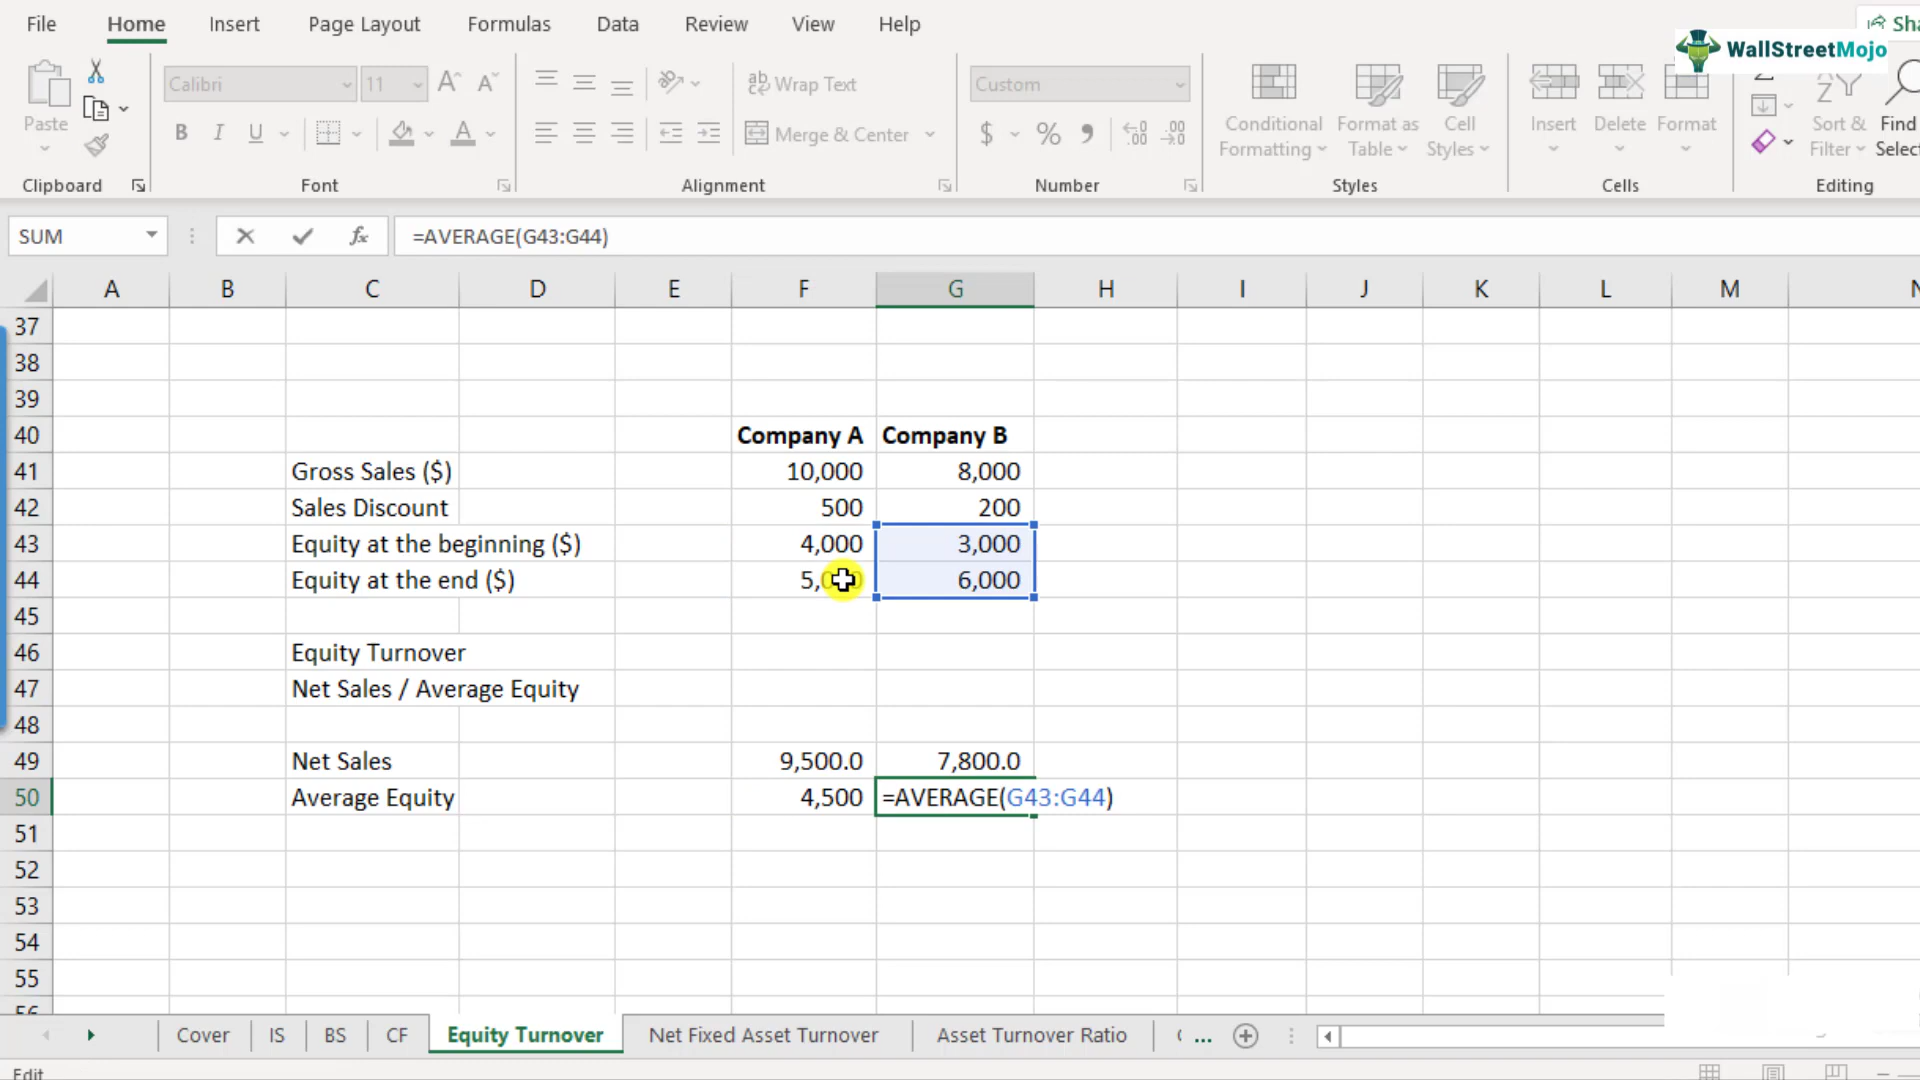 File Home Insert Page Layout Formulas Data Review View Help
WallStreetMojo
Calibri 11 Wrap Text Custom
Paste B I U Merge & Center $ % Conditional Formatting Format as Table Cell Styles Insert Delete Format Sort & Filter Find
Clipboard Font Alignment Number Styles Cells Editing
SUM fx =AVERAGE(G43:G44)
A B C D E F G H I J K L M N
37
38
39
40 Company A Company B
41 Gross Sales ($) 10,000 8,000
42 Sales Discount 500 200
43 Equity at the beginning ($) 4,000 3,000
44 Equity at the end ($) 6,000
45
46 Equity Turnover
47 Net Sales / Average Equity
48
49 Net Sales 9,500.0 7,800.0
50 Average Equity 4,500 =AVERAGE(G43:G44)
51
52
53
54
55
Cover IS BS CF Equity Turnover Net Fixed Asset Turnover Asset Turnover Ratio ...
Edit